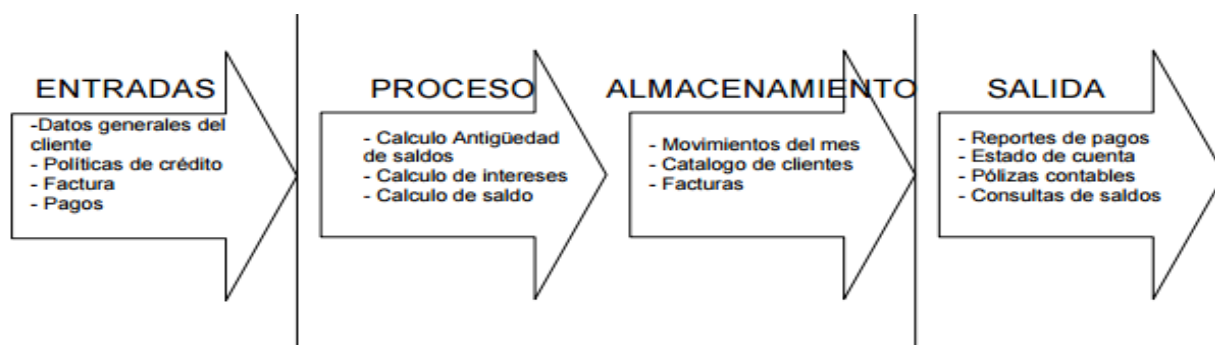 ENTRADAS
-Datos generales del
cliente
- Políticas de crédito
- Factura
- Pagos
PROCESO
- Calculo Antigüedad
de saldos
- Calculo de intereses
- Calculo de saldo
ALMACENAMIENTO
- Movimientos del mes
- Catalogo de clientes
- Facturas
SALIDA
- Reportes de pagos
- Estado de cuenta
- Pólizas contables
- Consultas de saldos